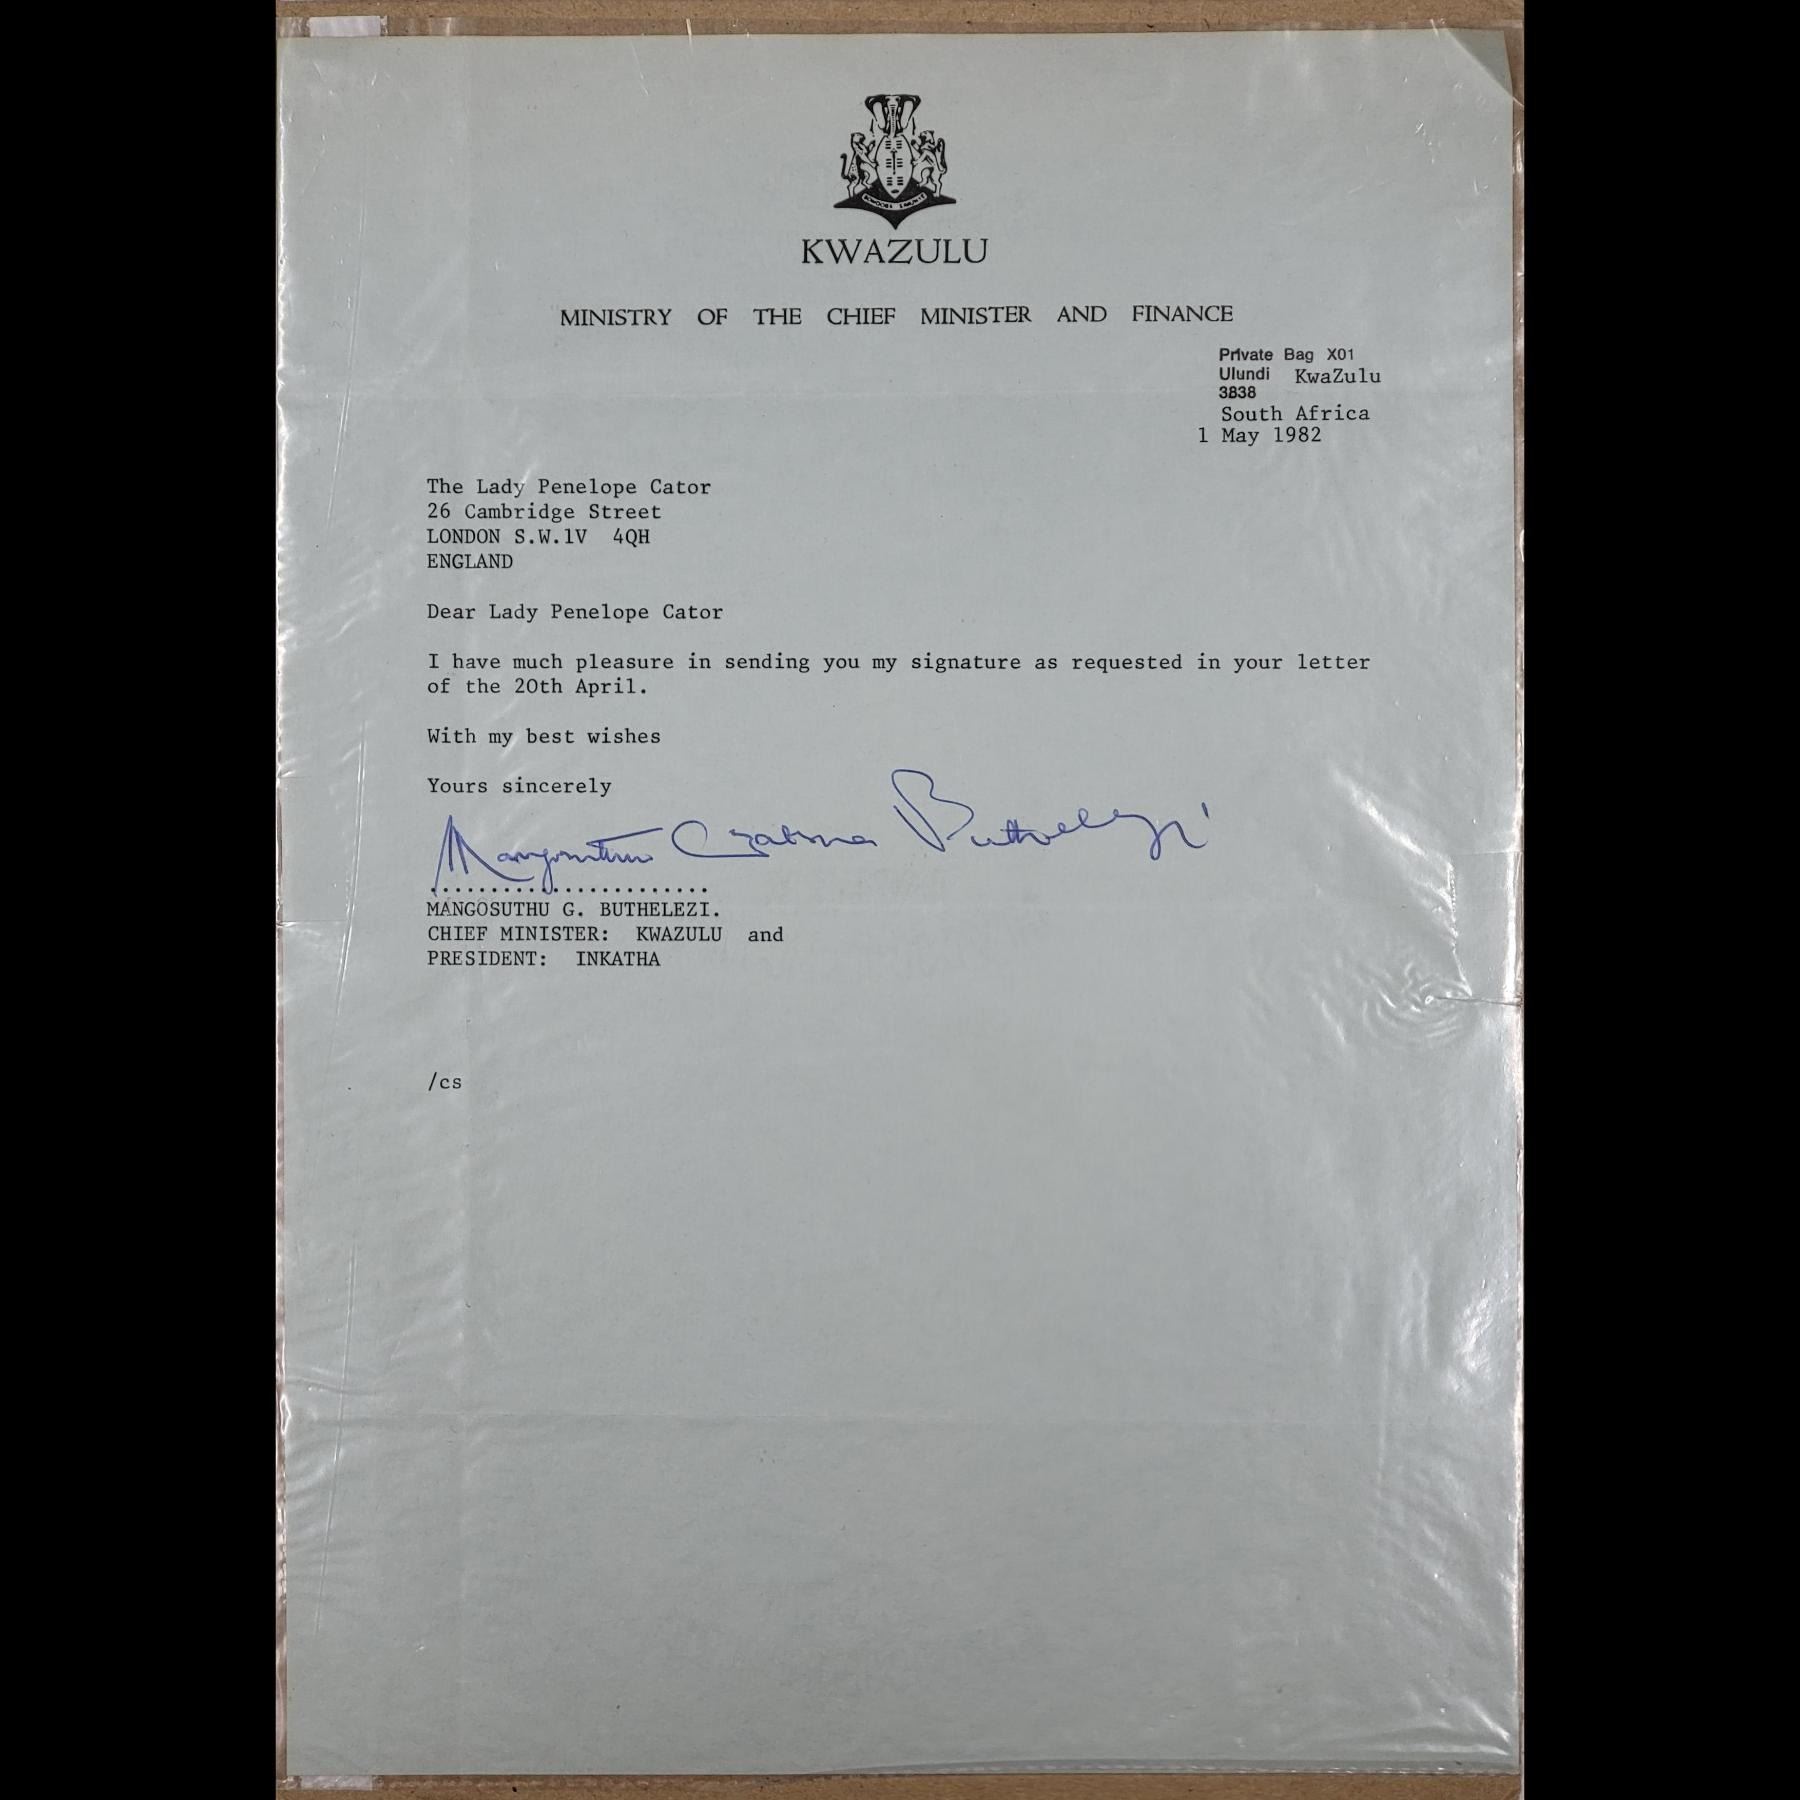 KWAZULU
MINISTRY OF THE CHIEF MINISTER AND FINANCE
Private Bag X01
Ulundi KwaZulu
3838
South Africa
1 May 1982
The Lady Penelope Cator
26 Cambridge Street
LONDON S.W.1V 4QH
ENGLAND
Dear Lady Penelope Cator
I have much pleasure in sending you my signature as requested in your letter
of the 20th April.
With my best wishes
Yours sincerely
Mangosuthu Gatsha Buthelezi
.......................
MANGOSUTHU G. BUTHELEZI.
CHIEF MINISTER: KWAZULU and
PRESIDENT: INKATHA
/cs